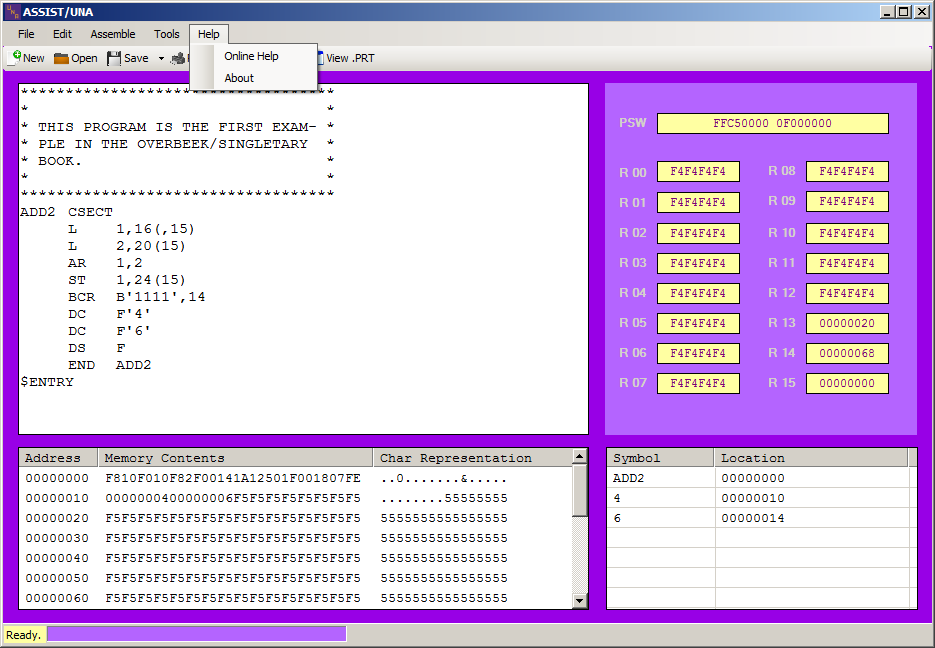 ASSIST/UNA
File Edit Assemble Tools Help
New Open Save View .PRT
Online Help
About
***********************************
* *
* THIS PROGRAM IS THE FIRST EXAM- *
* PLE IN THE OVERBEEK/SINGLETARY *
* BOOK. *
* *
***********************************
ADD2 CSECT
L 1,16(,15)
L 2,20(15)
AR 1,2
ST 1,24(15)
BCR B'1111',14
DC F'4'
DC F'6'
DS F
END ADD2
$ENTRY
PSW FFC50000 0F000000
R 00 F4F4F4F4 R 08 F4F4F4F4
R 01 F4F4F4F4 R 09 F4F4F4F4
R 02 F4F4F4F4 R 10 F4F4F4F4
R 03 F4F4F4F4 R 11 F4F4F4F4
R 04 F4F4F4F4 R 12 F4F4F4F4
R 05 F4F4F4F4 R 13 00000020
R 06 F4F4F4F4 R 14 00000068
R 07 F4F4F4F4 R 15 00000000
Address Memory Contents Char Representation
00000000 F810F010F82F00141A12501F001807FE ..0.......&.....
00000010 0000000400000006F5F5F5F5F5F5F5F5 ........55555555
00000020 F5F5F5F5F5F5F5F5F5F5F5F5F5F5F5F5 5555555555555555
00000030 F5F5F5F5F5F5F5F5F5F5F5F5F5F5F5F5 5555555555555555
00000040 F5F5F5F5F5F5F5F5F5F5F5F5F5F5F5F5 5555555555555555
00000050 F5F5F5F5F5F5F5F5F5F5F5F5F5F5F5F5 5555555555555555
00000060 F5F5F5F5F5F5F5F5F5F5F5F5F5F5F5F5 5555555555555555
Symbol Location
ADD2 00000000
4 00000010
6 00000014
Ready.